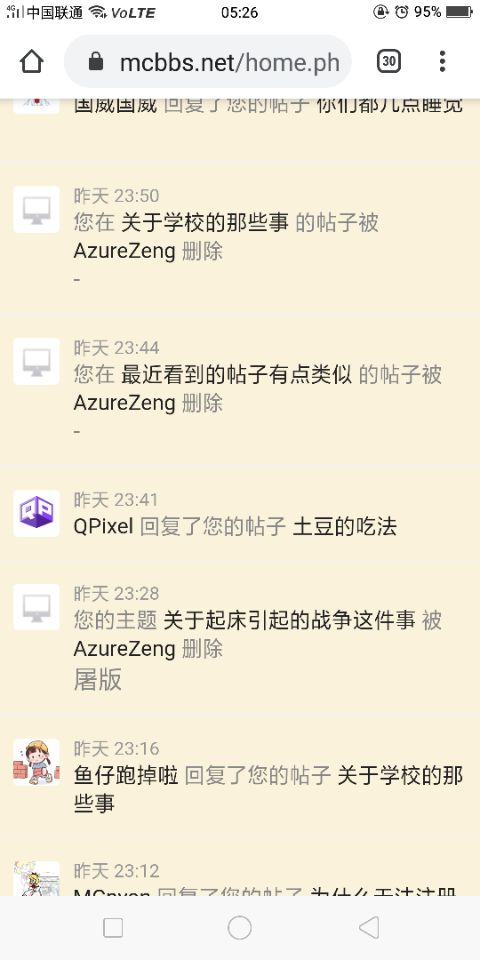 4G 中国联通 VoLTE 05:26 95%
mcbbs.net/home.ph 30
国威国威 回复了您的帖子 你们都几点睡觉
昨天 23:50
您在 关于学校的那些事 的帖子被
AzureZeng 删除
-
昨天 23:44
您在 最近看到的帖子有点类似 的帖子被
AzureZeng 删除
-
昨天 23:41
QPixel 回复了您的帖子 土豆的吃法
昨天 23:28
您的主题 关于起床引起的战争这件事 被
AzureZeng 删除
屠版
昨天 23:16
鱼仔跑掉啦 回复了您的帖子 关于学校的那
些事
昨天 23:12
回复了您的帖子 为什么无法注册